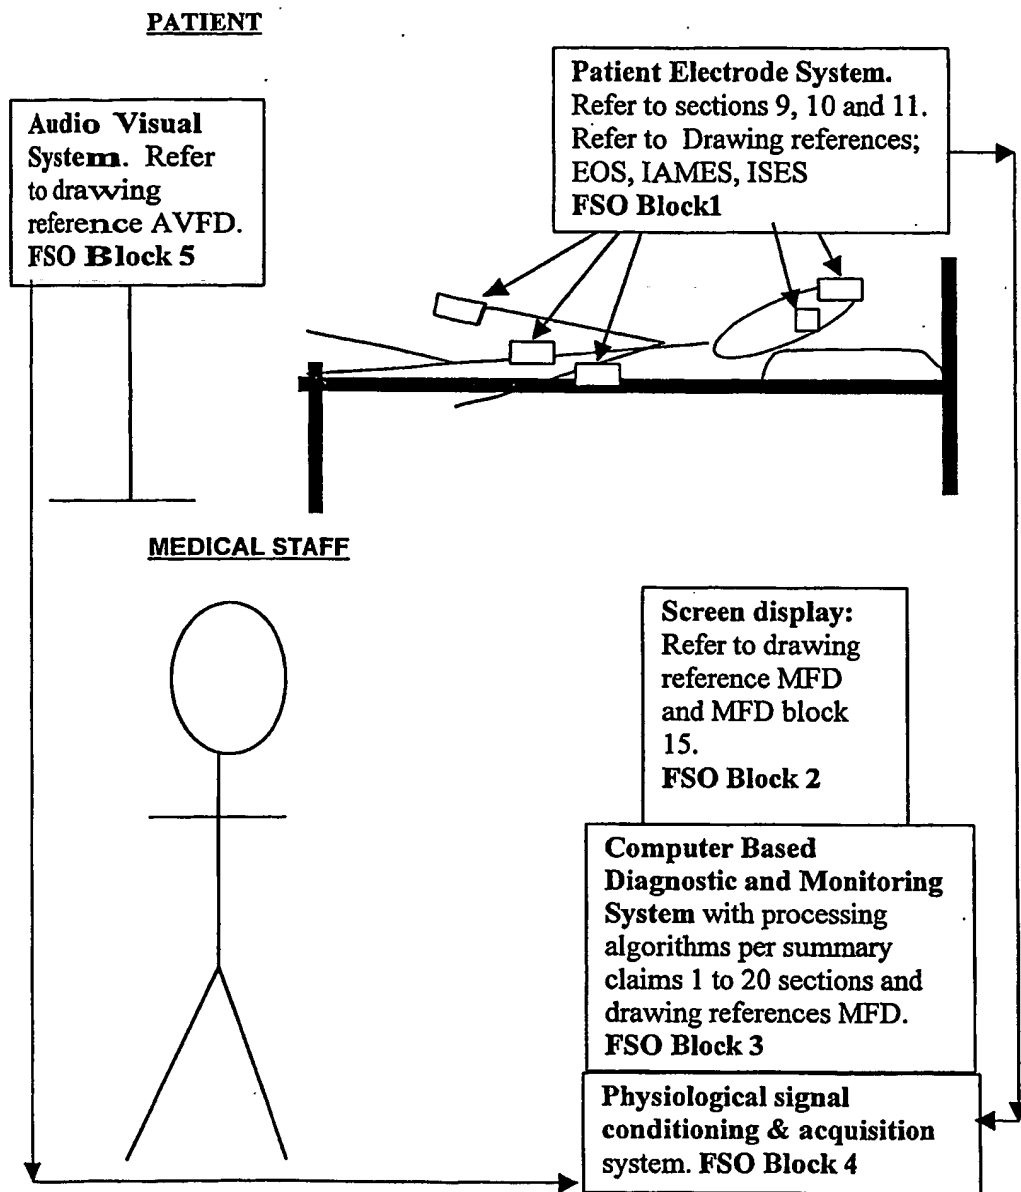 PATIENT
Patient Electrode System.
Refer to sections 9, 10 and 11.
Refer to Drawing references;
EOS, IAMES, ISES
FSO Block1
Audio Visual
System. Refer
to drawing
reference AVFD.
FSO Block 5
MEDICAL STAFF
Screen display:
Refer to drawing
reference MFD
and MFD block
15.
FSO Block 2
Computer Based
Diagnostic and Monitoring
System with processing
algorithms per summary
claims 1 to 20 sections and
drawing references MFD.
FSO Block 3
Physiological signal
conditioning & acquisition
system. FSO Block 4